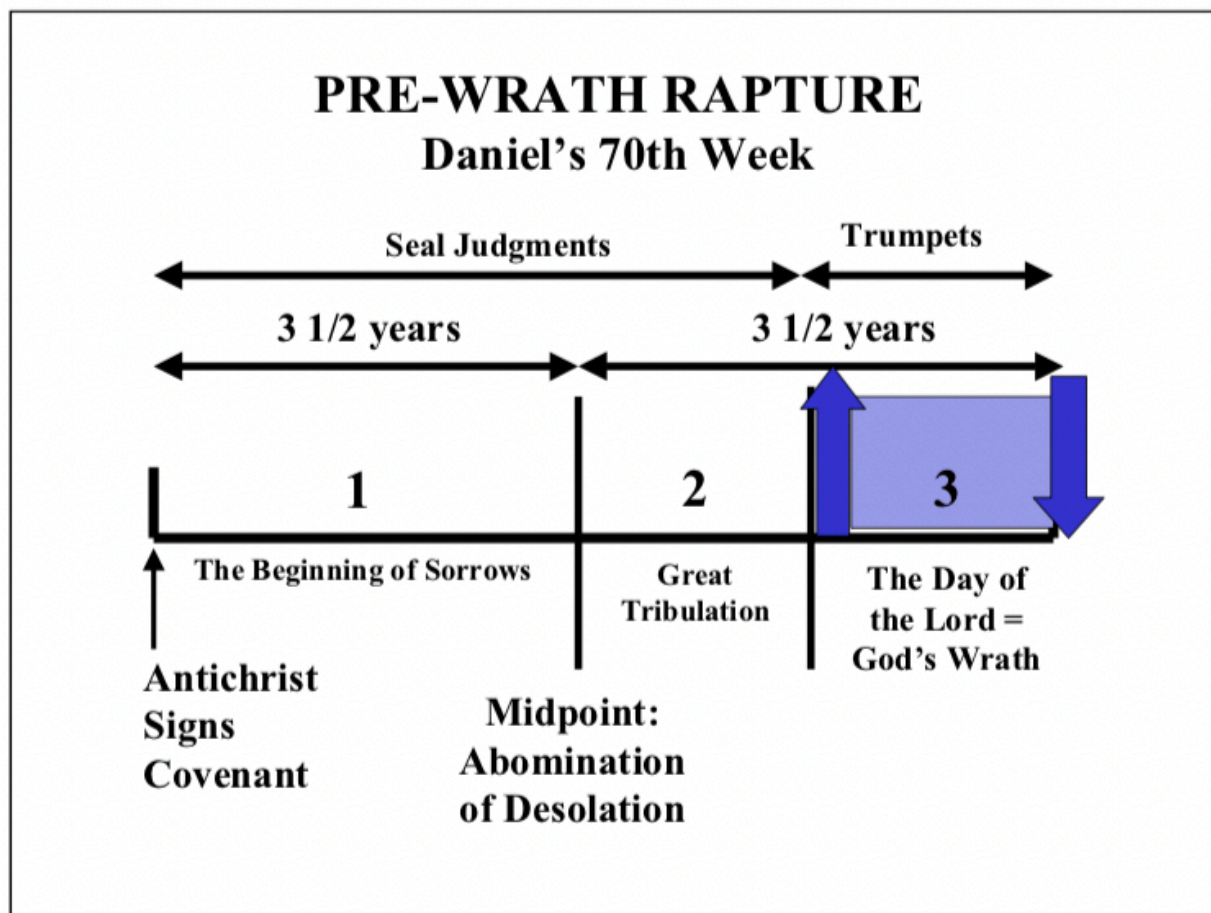 PRE-WRATH RAPTURE
Daniel’s 70th Week
Seal Judgments
Trumpets
3 1/2 years
3 1/2 years
1
2
3
The Beginning of Sorrows
Great
Tribulation
The Day of
the Lord =
God’s Wrath
Antichrist
Signs
Covenant
Midpoint:
Abomination
of Desolation